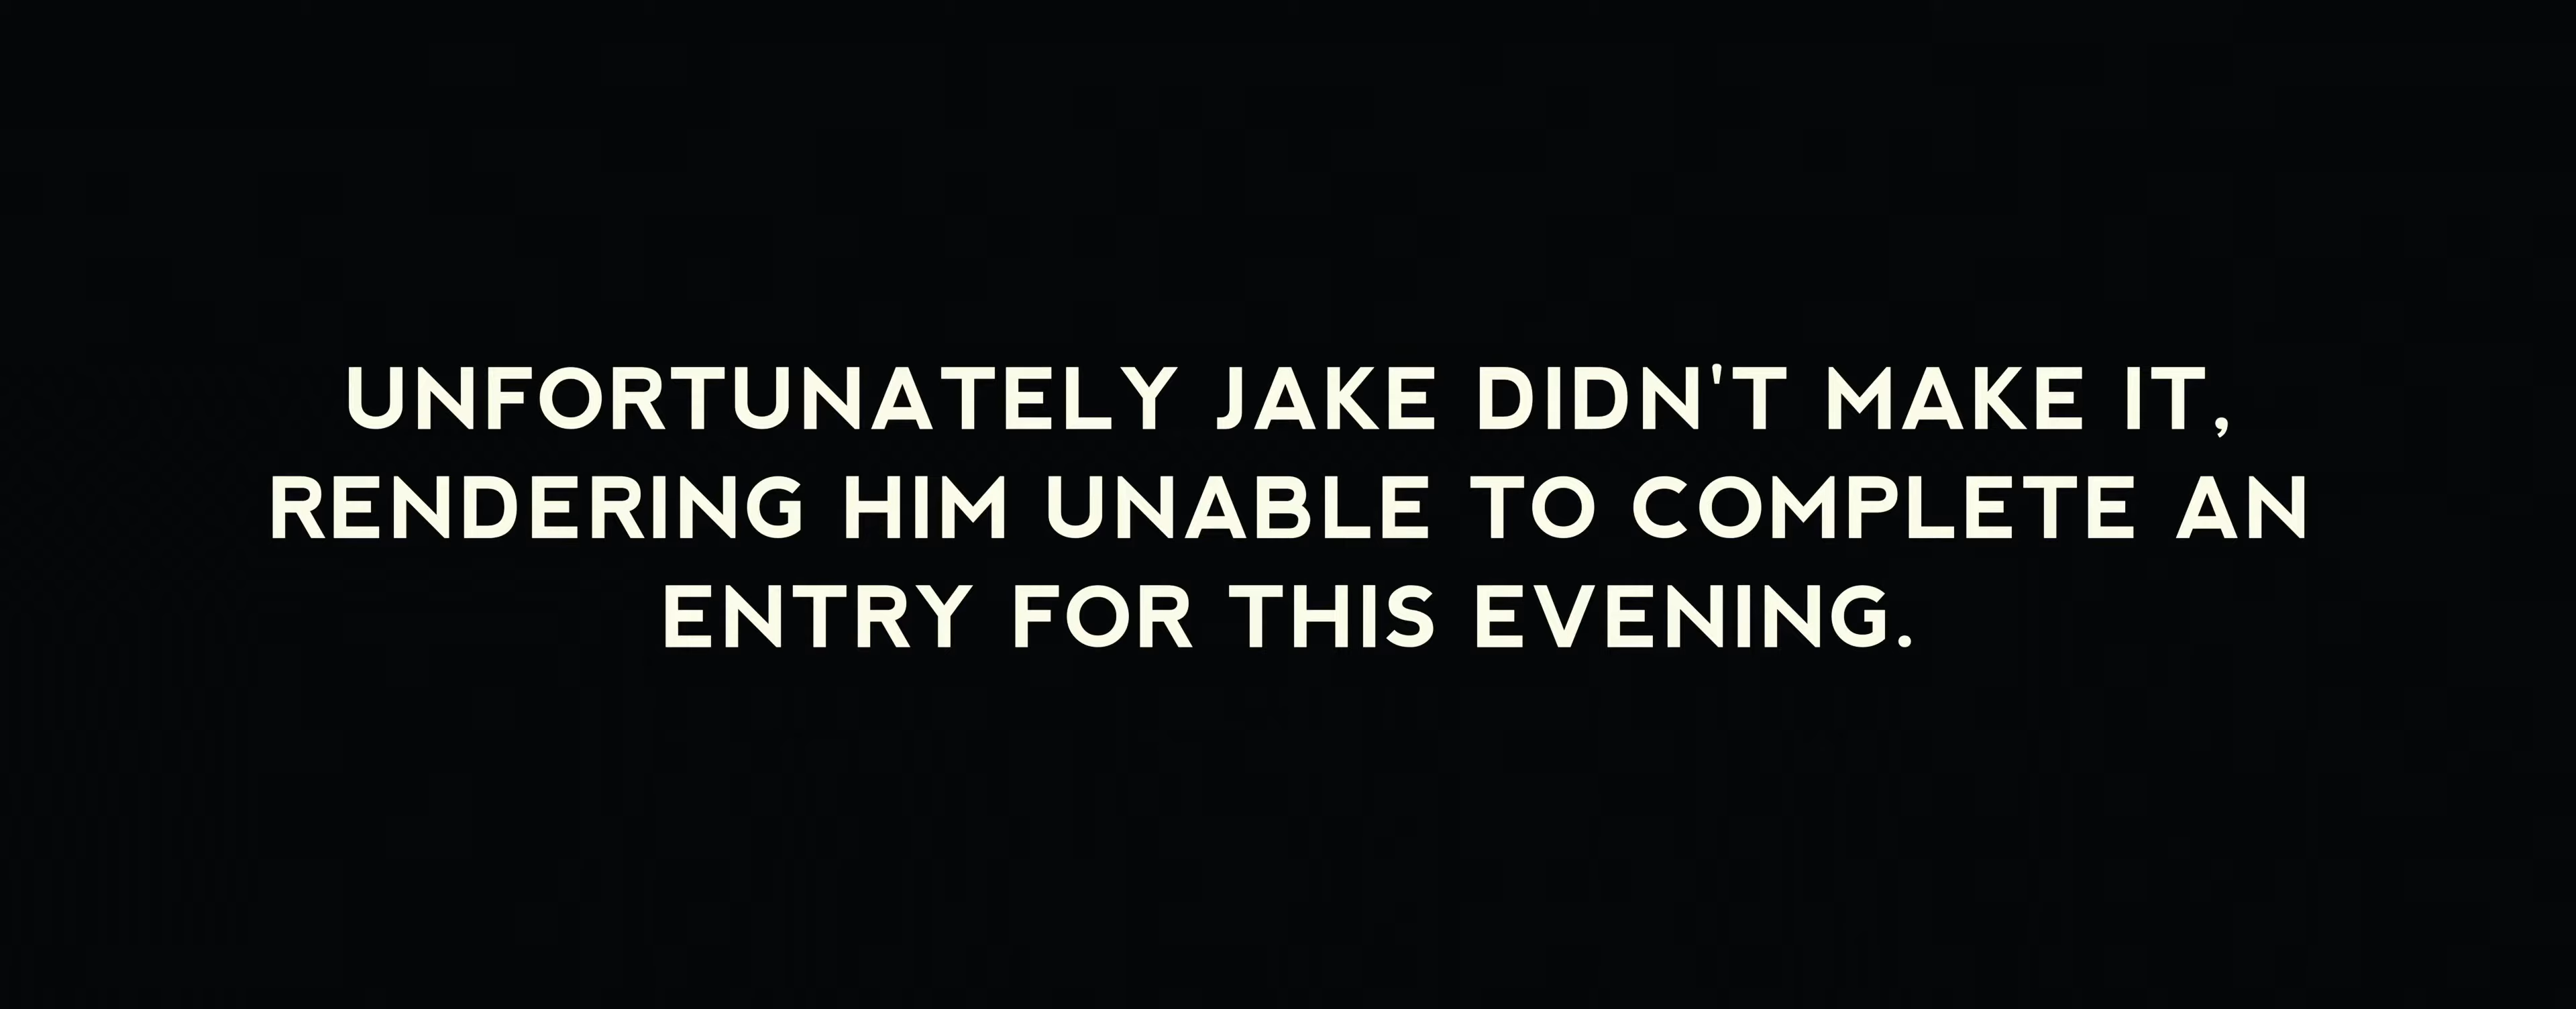 UNFORTUNATELY JAKE DIDN'T MAKE IT,
RENDERING HIM UNABLE TO COMPLETE AN
ENTRY FOR THIS EVENING.